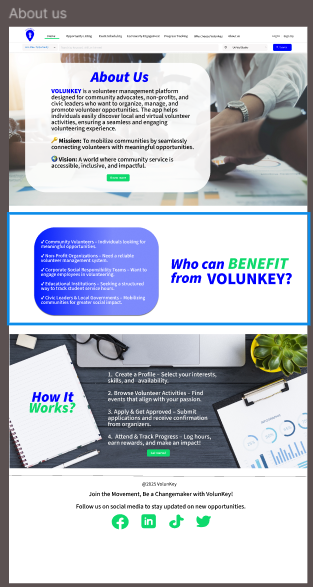 About us
Home Opportunities Listing Event Scheduling Community Engagement Progress Tracking Why choose VolunKey About us
Log In Sign Up
About Us
VOLUNKEY is a volunteer management platform
designed for community advocates, non-profits, and
civic leaders who want to organize, manage, and
promote volunteer opportunities. The app helps
individuals easily discover local and virtual volunteer
activities, ensuring a seamless and engaging
volunteering experience.
🔑 Mission: To mobilize communities by seamlessly
connecting volunteers with meaningful opportunities.
🌍 Vision: A world where community service is
accessible, inclusive, and impactful.
✓ Community Volunteers – Individuals looking for
meaningful opportunities.
✓ Non-Profit Organizations – Need a reliable
volunteer management system.
✓ Corporate Social Responsibility Teams – Want to
engage employees in volunteering.
✓ Educational Institutions – Seeking a structured
way to track student service hours.
✓ Civic Leaders & Local Governments – Mobilizing
communities for greater social impact.
Who can BENEFIT
from VOLUNKEY?
How It
Works?
1. Create a Profile – Select your interests,
skills, and availability.
2. Browse Volunteer Activities – Find
events that align with your passion.
3. Apply & Get Approved – Submit
applications and receive confirmation
from organizers.
4. Attend & Track Progress – Log hours,
earn rewards, and make an impact!
@2025 VolunKey
Join the Movement, Be a Changemaker with VolunKey!
Follow us on social media to stay updated on new opportunities.